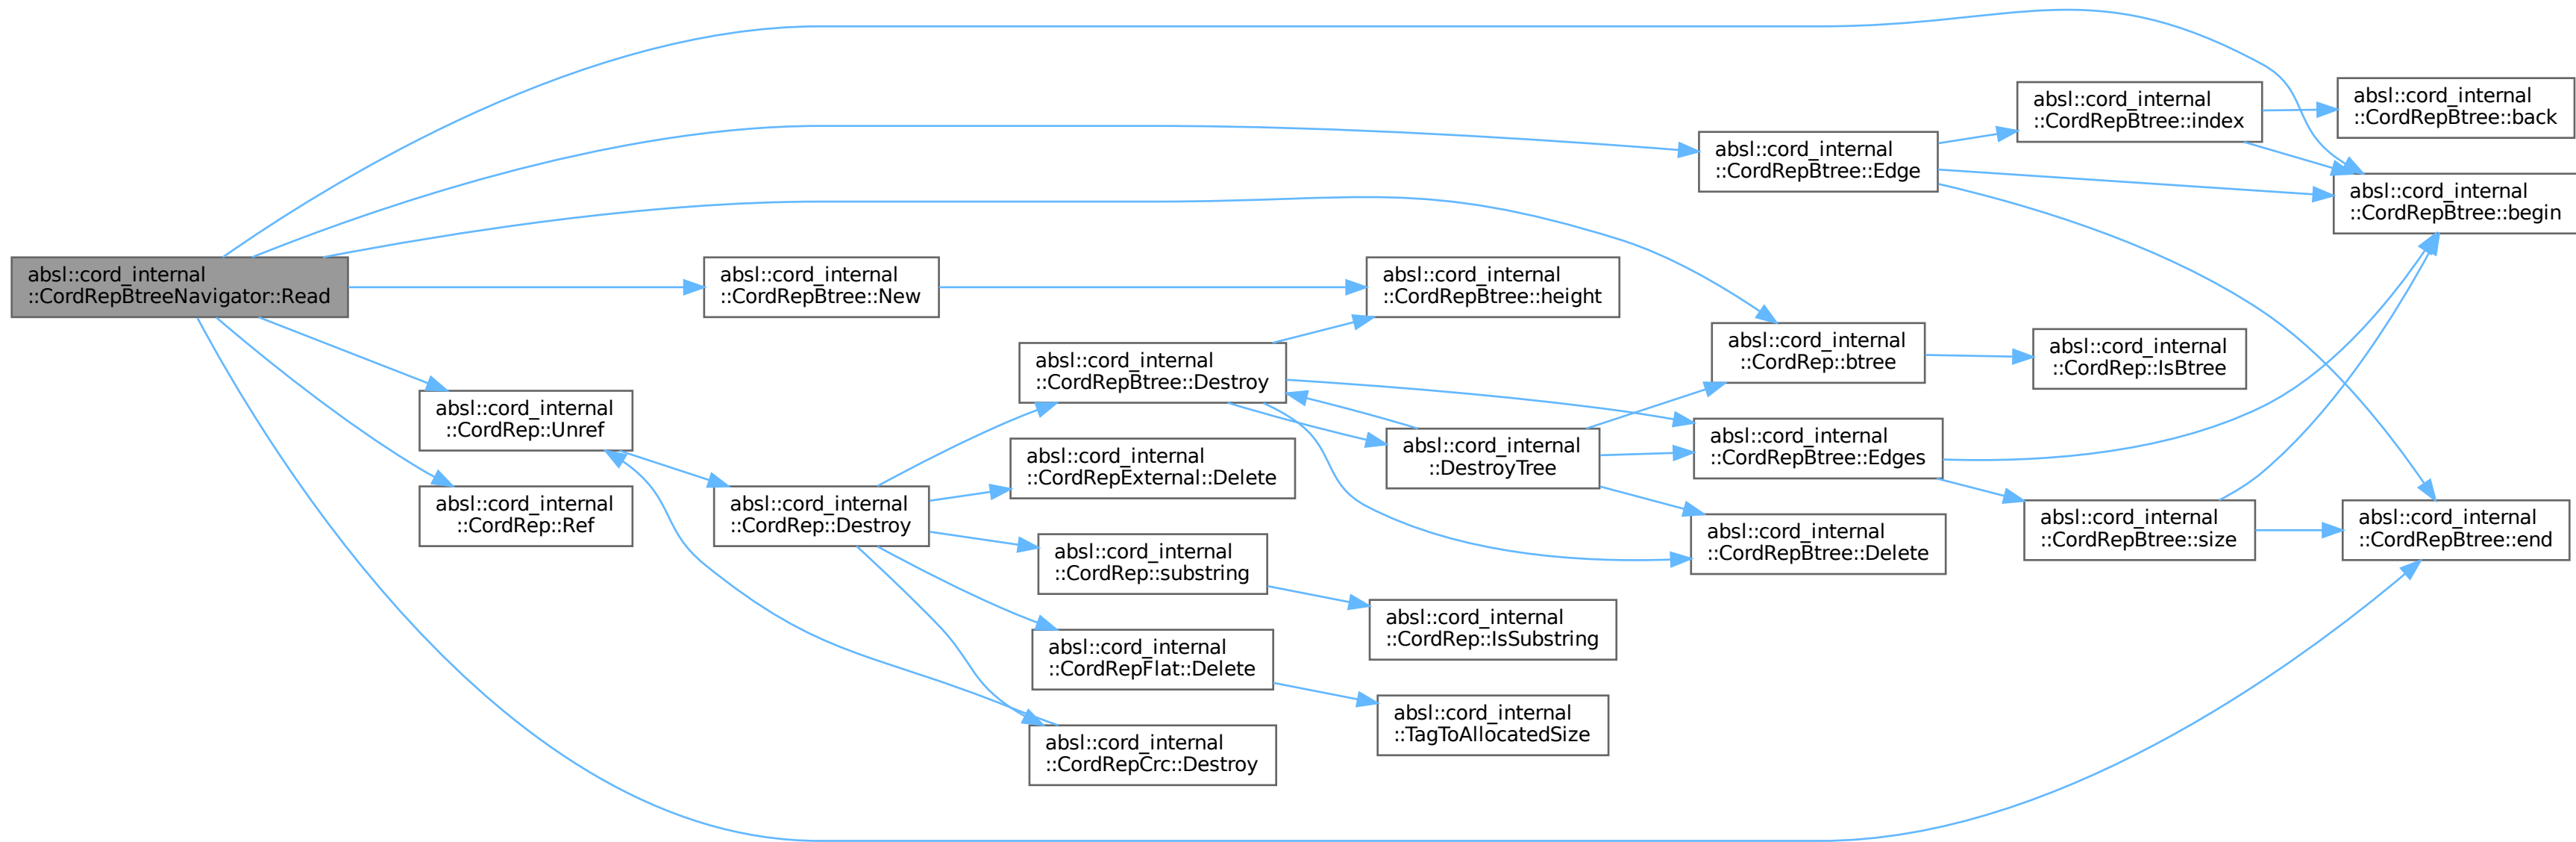 absl::cord_internal
::CordRepBtreeNavigator::Read
absl::cord_internal
::CordRepBtree::New
absl::cord_internal
::CordRep::Unref
absl::cord_internal
::CordRep::Ref
absl::cord_internal
::CordRep::Destroy
absl::cord_internal
::CordRepBtree::Destroy
absl::cord_internal
::CordRepExternal::Delete
absl::cord_internal
::CordRep::substring
absl::cord_internal
::CordRepFlat::Delete
absl::cord_internal
::CordRepCrc::Destroy
absl::cord_internal
::CordRepBtree::height
absl::cord_internal
::DestroyTree
absl::cord_internal
::CordRep::IsSubstring
absl::cord_internal
::TagToAllocatedSize
absl::cord_internal
::CordRepBtree::Edge
absl::cord_internal
::CordRep::btree
absl::cord_internal
::CordRepBtree::Edges
absl::cord_internal
::CordRepBtree::Delete
absl::cord_internal
::CordRepBtree::index
absl::cord_internal
::CordRep::IsBtree
absl::cord_internal
::CordRepBtree::size
absl::cord_internal
::CordRepBtree::back
absl::cord_internal
::CordRepBtree::begin
absl::cord_internal
::CordRepBtree::end